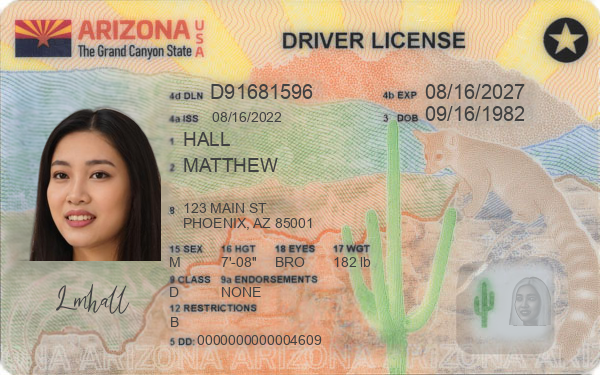 ARIZONA USA
The Grand Canyon State
DRIVER LICENSE
4d DLN D91681596
4b EXP 08/16/2027
4a ISS 08/16/2022
3 DOB 09/16/1982
1 HALL
2 MATTHEW
8 123 MAIN ST
PHOENIX, AZ 85001
15 SEX 16 HGT 18 EYES 17 WGT
M 7'-08" BRO 182 lb
9 CLASS 9a ENDORSEMENTS
D NONE
12 RESTRICTIONS
B
Lmhall
5 DD: 0000000000004609
ARIZONA ARIZONA ARIZONA ARIZONA